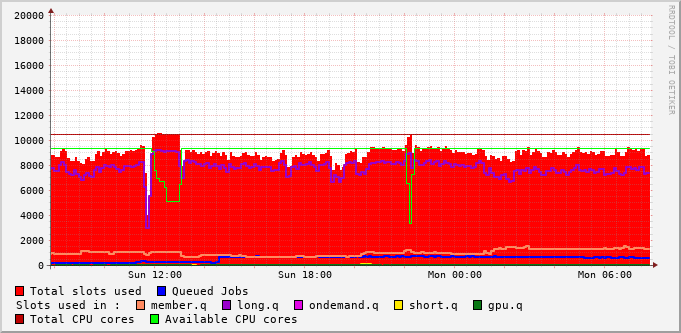 20000
18000
16000
14000
12000
10000
8000
6000
4000
2000
0
Sun 12:00 Sun 18:00 Mon 00:00 Mon 06:00
RRDTOOL / TOBI OETIKER
Total slots used Queued Jobs
Slots used in : member.q long.q ondemand.q short.q gpu.q
Total CPU cores Available CPU cores